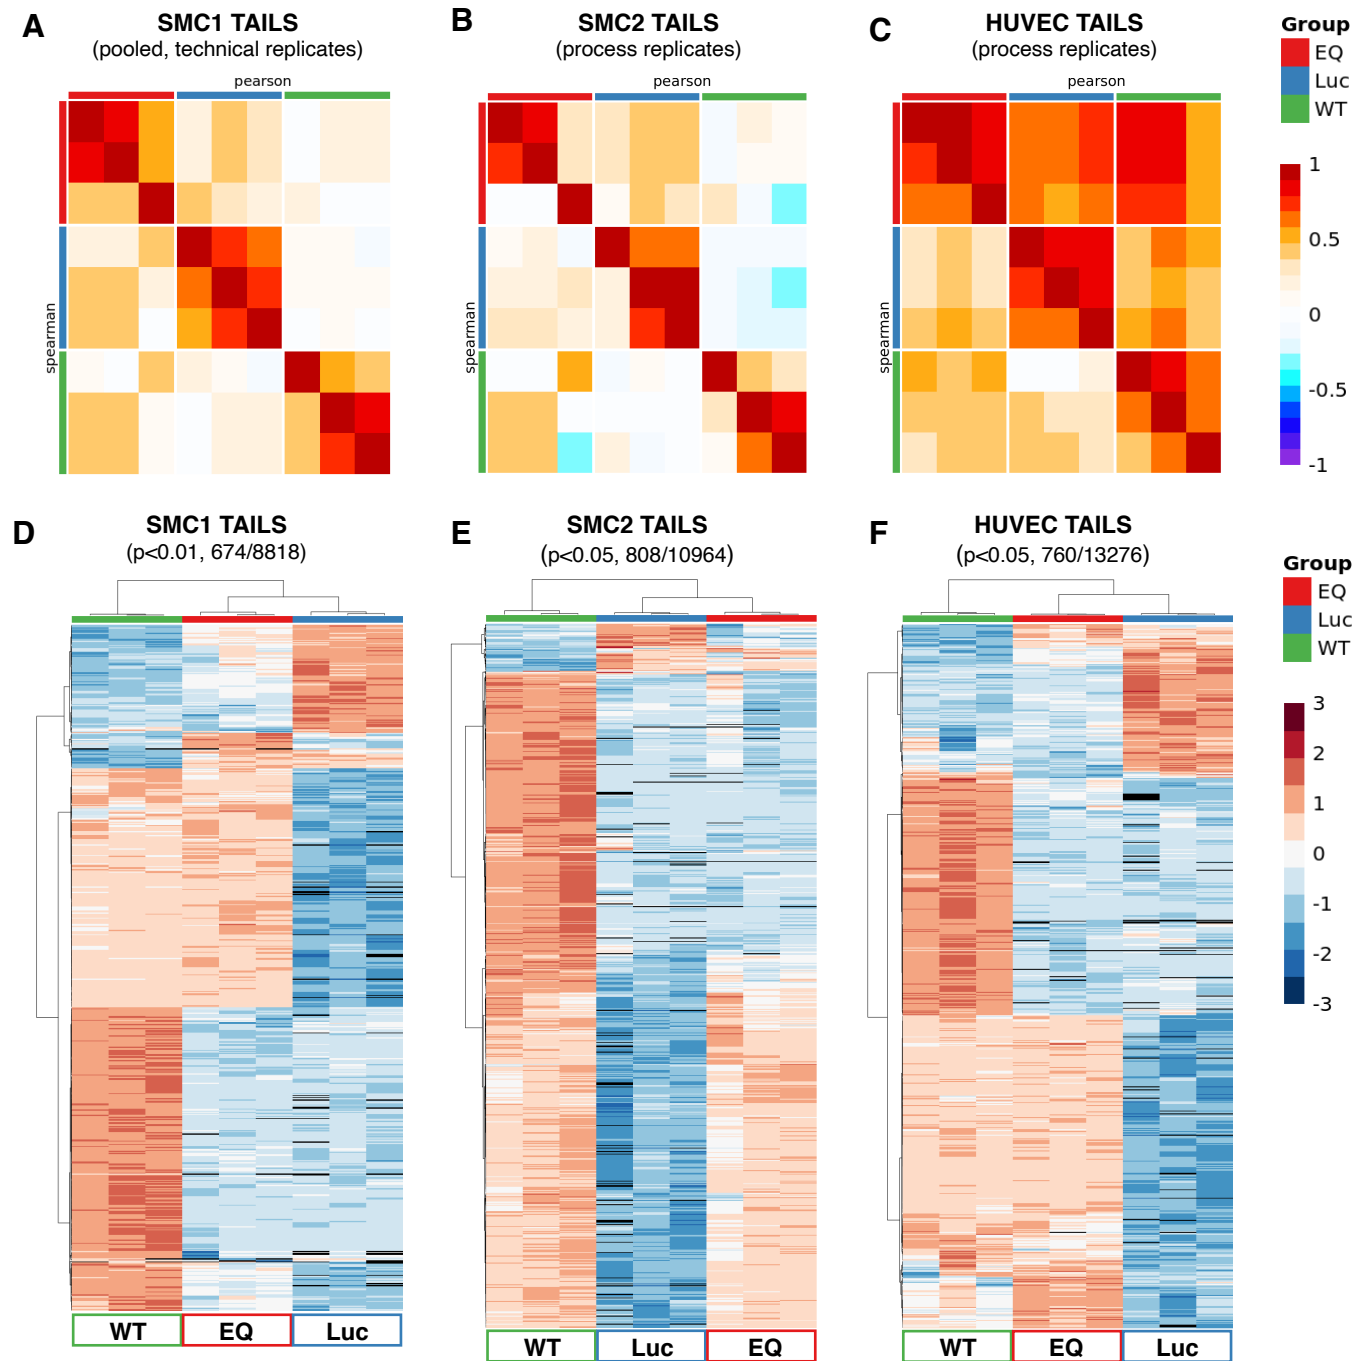 A
SMC1 TAILS
(pooled, technical replicates)
pearson
spearman
B
SMC2 TAILS
(process replicates)
pearson
spearman
C
HUVEC TAILS
(process replicates)
pearson
spearman
Group
EQ
Luc
WT
1
0.5
0
-0.5
-1
D
SMC1 TAILS
(p<0.01, 674/8818)
WT
EQ
Luc
E
SMC2 TAILS
(p<0.05, 808/10964)
WT
Luc
EQ
F
HUVEC TAILS
(p<0.05, 760/13276)
WT
EQ
Luc
Group
EQ
Luc
WT
3
2
1
0
-1
-2
-3